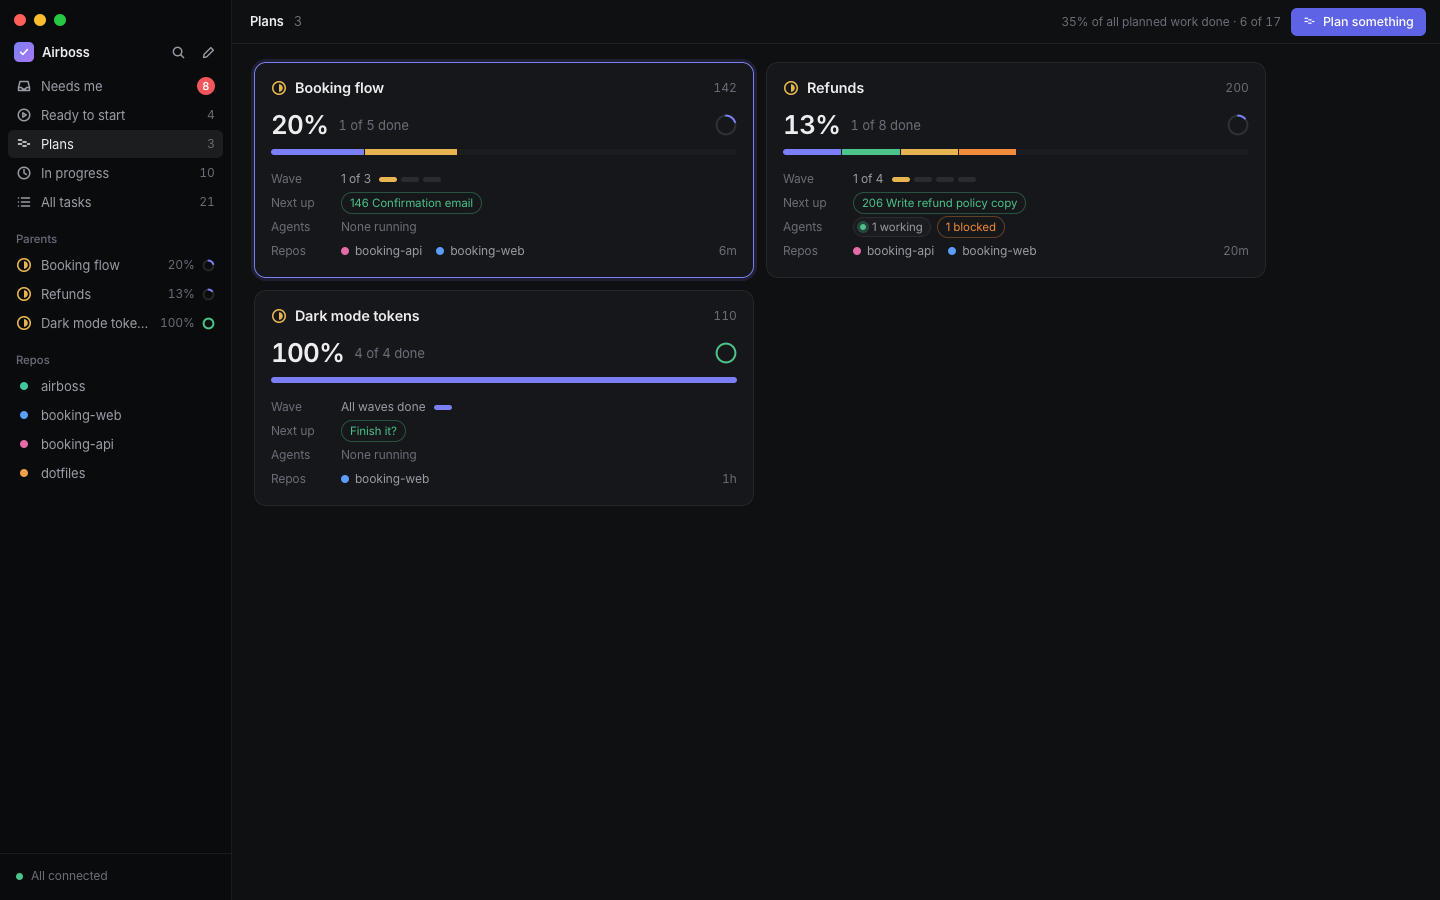 Airboss
Needs me 8
Ready to start 4
Plans 3
In progress 10
All tasks 21
Parents
Booking flow 20%
Refunds 13%
Dark mode toke... 100%
Repos
airboss
booking-web
booking-api
dotfiles
All connected
Plans 3
35% of all planned work done · 6 of 17
Plan something
Booking flow 142
20% 1 of 5 done
Wave 1 of 3
Next up 146 Confirmation email
Agents None running
Repos booking-api booking-web 6m
Refunds 200
13% 1 of 8 done
Wave 1 of 4
Next up 206 Write refund policy copy
Agents 1 working 1 blocked
Repos booking-api booking-web 20m
Dark mode tokens 110
100% 4 of 4 done
Wave All waves done
Next up Finish it?
Agents None running
Repos booking-web 1h